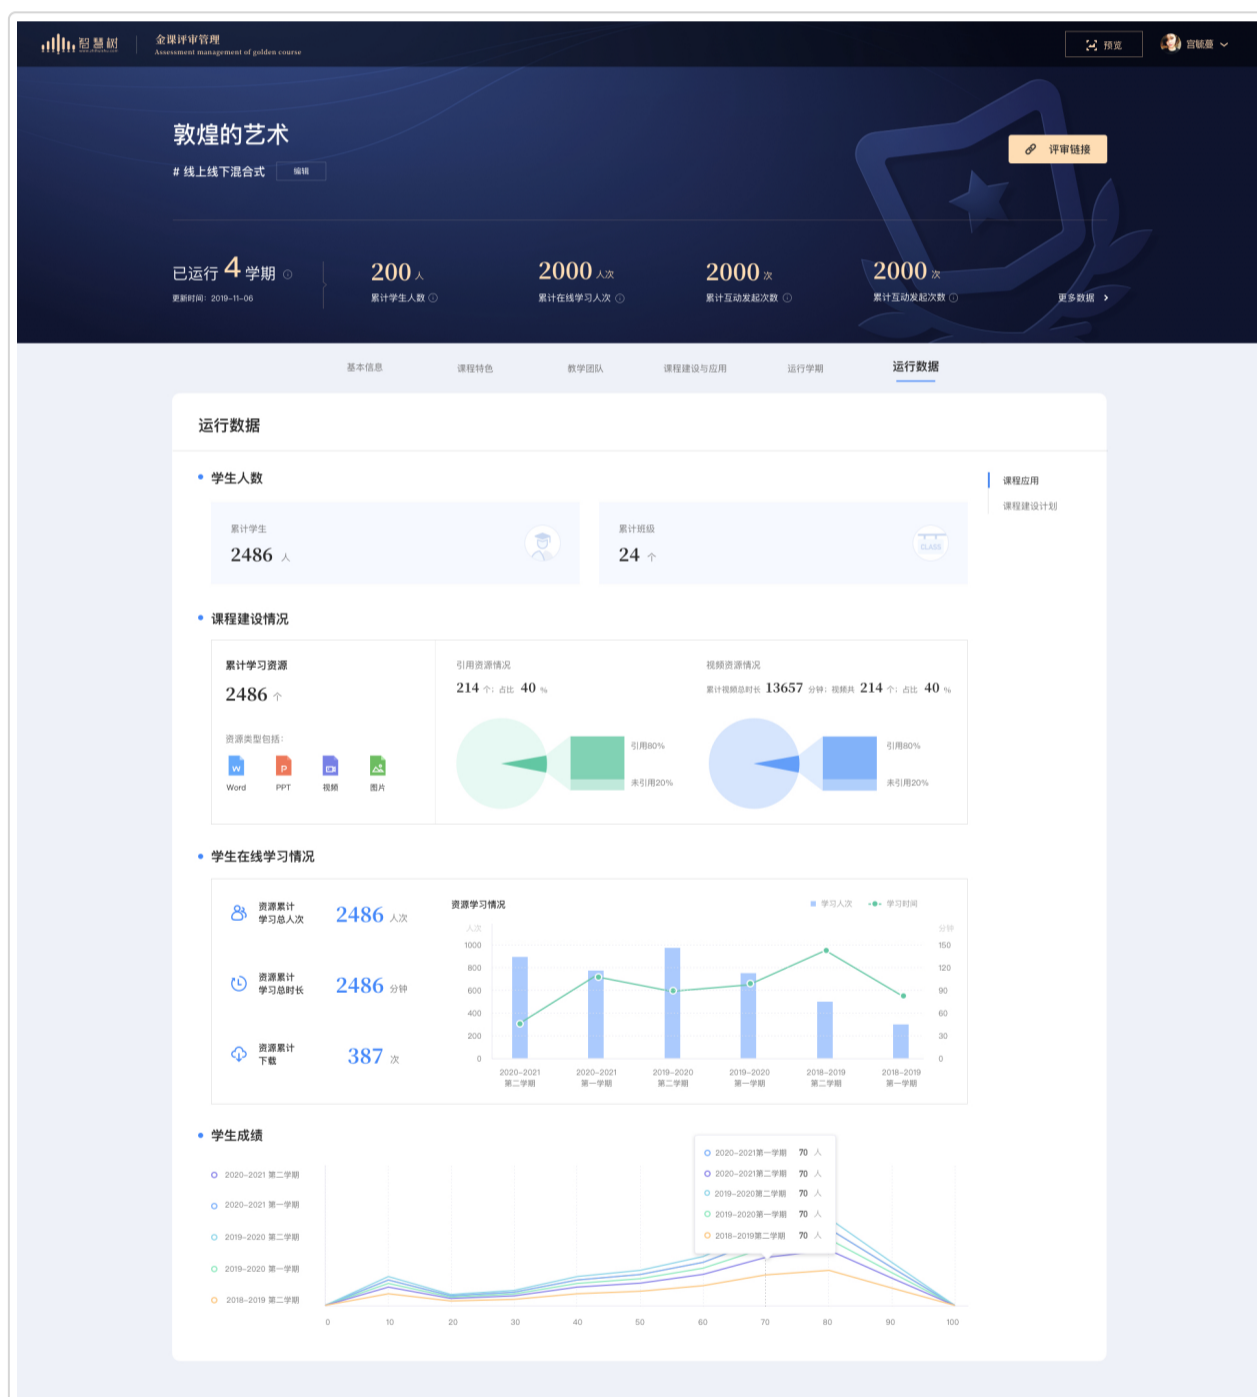 智慧树
金课评审管理
Assessment management of golden course
预览
宫毓蔓
敦煌的艺术
# 线上线下混合式
编辑
评审链接
已运行 4 学期
更新时间：2019-11-06
200 人
累计学生人数
2000 人次
累计在线学习人次
2000 次
累计互动发起次数
2000 次
累计互动发起次数
更多数据
基本信息
课程特色
教学团队
课程建设与应用
运行学期
运行数据
运行数据
学生人数
课程应用
课程建设计划
累计学生
2486 人
累计班级
24 个
CLASS
课程建设情况
累计学习资源
2486 个
资源类型包括：
W
P
Word
PPT
视频
图片
引用资源情况
214 个；占比 40 %
引用80%
未引用20%
视频资源情况
累计视频总时长 13657 分钟；视频共 214 个；占比 40 %
引用80%
未引用20%
学生在线学习情况
资源累计
学习总人次
2486 人次
资源累计
学习总时长
2486 分钟
资源累计
下载
387 次
资源学习情况
学习人次
学习时间
人次
1000
800
600
400
200
0
分钟
150
120
90
60
30
0
2020-2021
第二学期
2020-2021
第一学期
2019-2020
第二学期
2019-2020
第一学期
2018-2019
第二学期
2018-2019
第一学期
学生成绩
2020-2021 第二学期
2020-2021 第一学期
2019-2020 第二学期
2019-2020 第一学期
2018-2019 第二学期
2020-2021第一学期 70 人
2020-2021第二学期 70 人
2019-2020第二学期 70 人
2019-2020第一学期 70 人
2018-2019第二学期 70 人
0 10 20 30 40 50 60 70 80 90 100